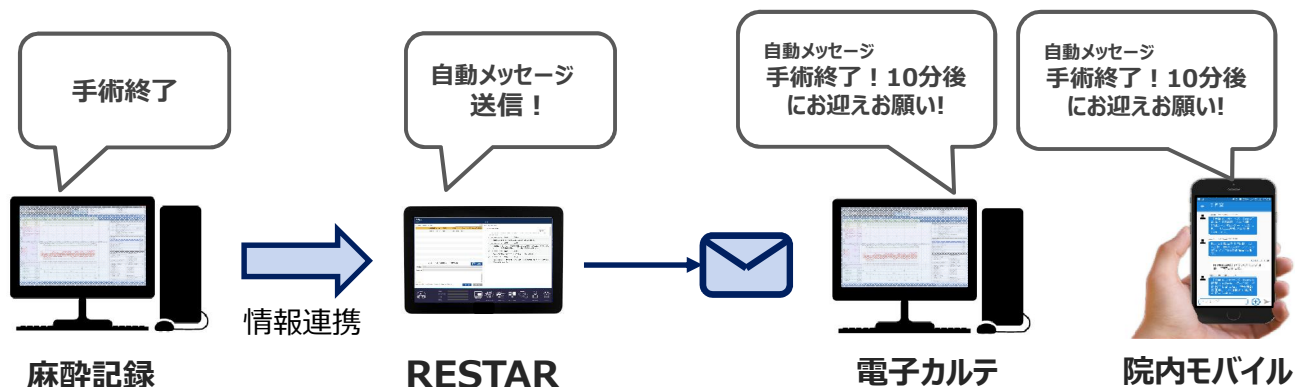 手術終了
自動メッセージ
送信！
自動メッセージ
手術終了！10分後
にお迎えお願い!
自動メッセージ
手術終了！10分後
にお迎えお願い!
情報連携
麻酔記録
RESTAR
電子カルテ
院内モバイル